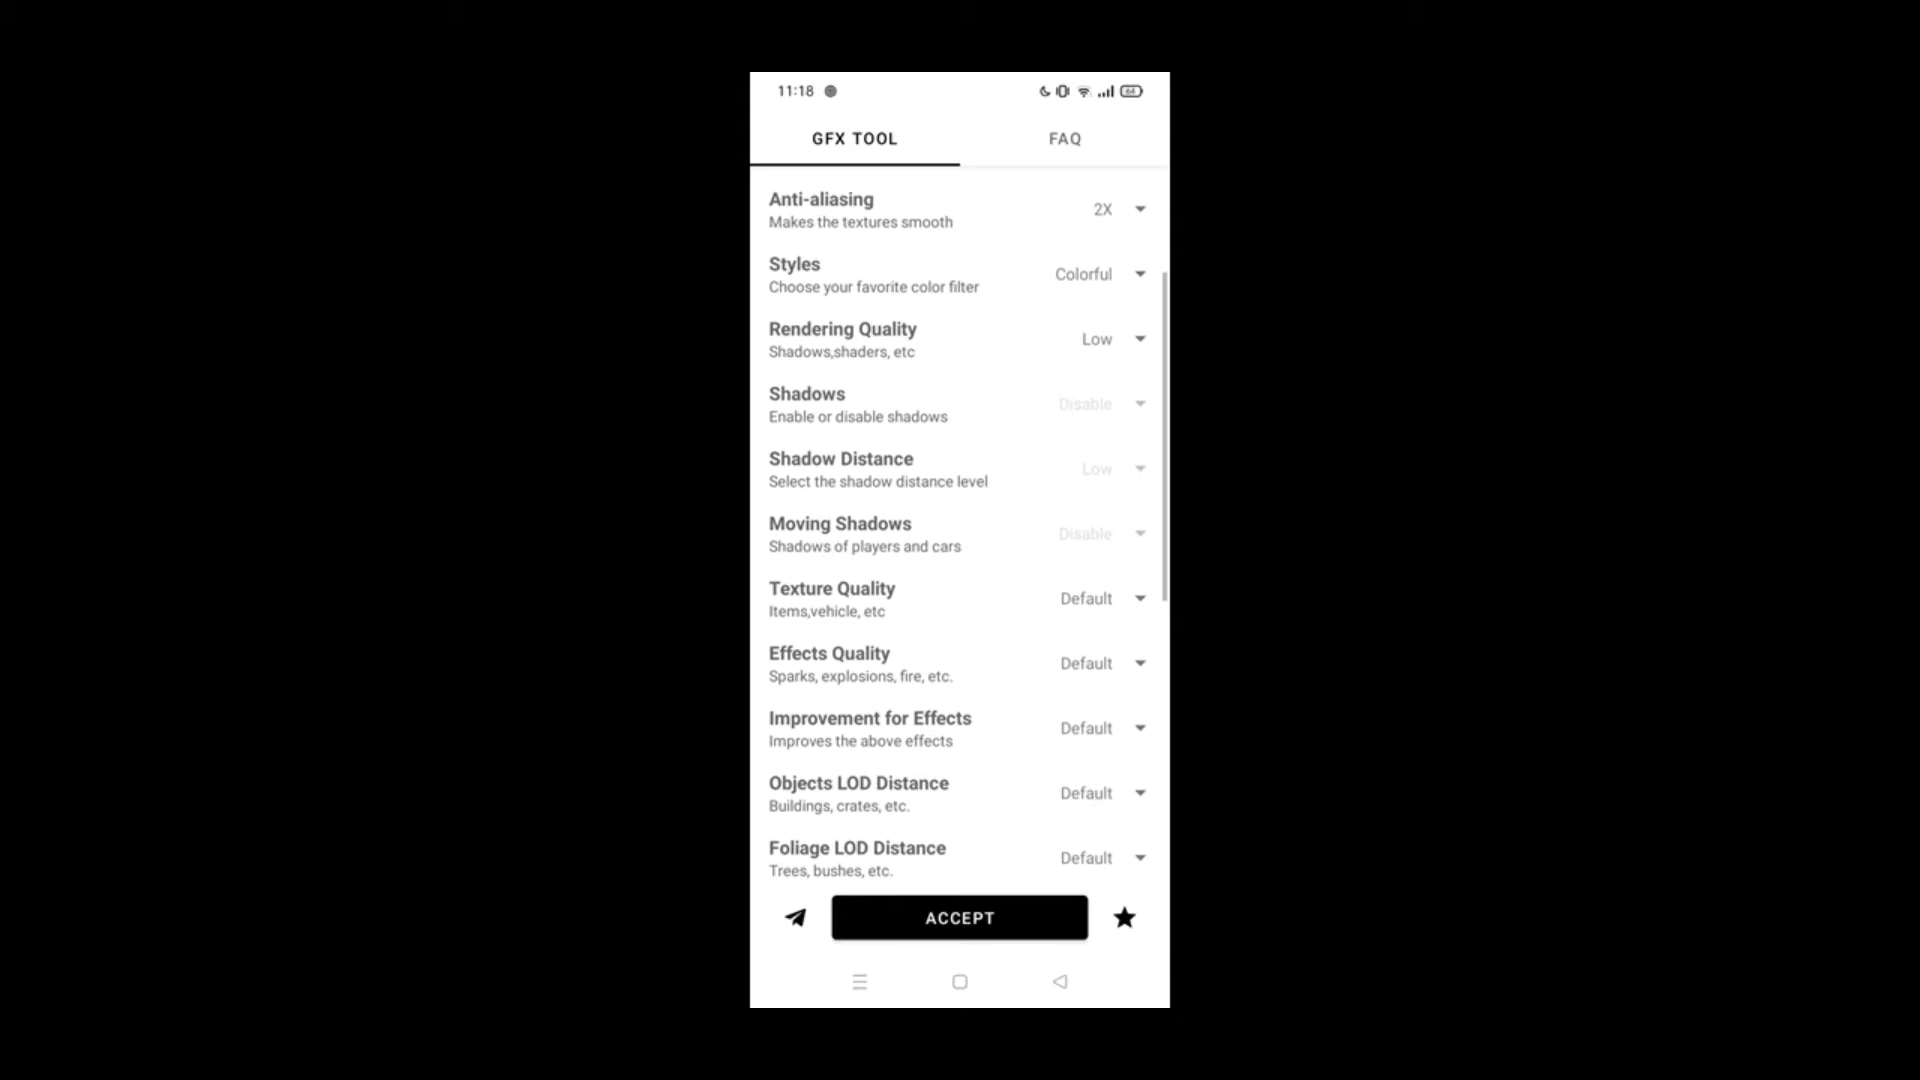 11:18
64
GFX TOOL
FAQ
Anti-aliasing
Makes the textures smooth
2X
Styles
Choose your favorite color filter
Colorful
Rendering Quality
Shadows,shaders, etc
Low
Shadows
Enable or disable shadows
Disable
Shadow Distance
Select the shadow distance level
Low
Moving Shadows
Shadows of players and cars
Disable
Texture Quality
Items,vehicle, etc
Default
Effects Quality
Sparks, explosions, fire, etc.
Default
Improvement for Effects
Improves the above effects
Default
Objects LOD Distance
Buildings, crates, etc.
Default
Foliage LOD Distance
Trees, bushes, etc.
Default
ACCEPT